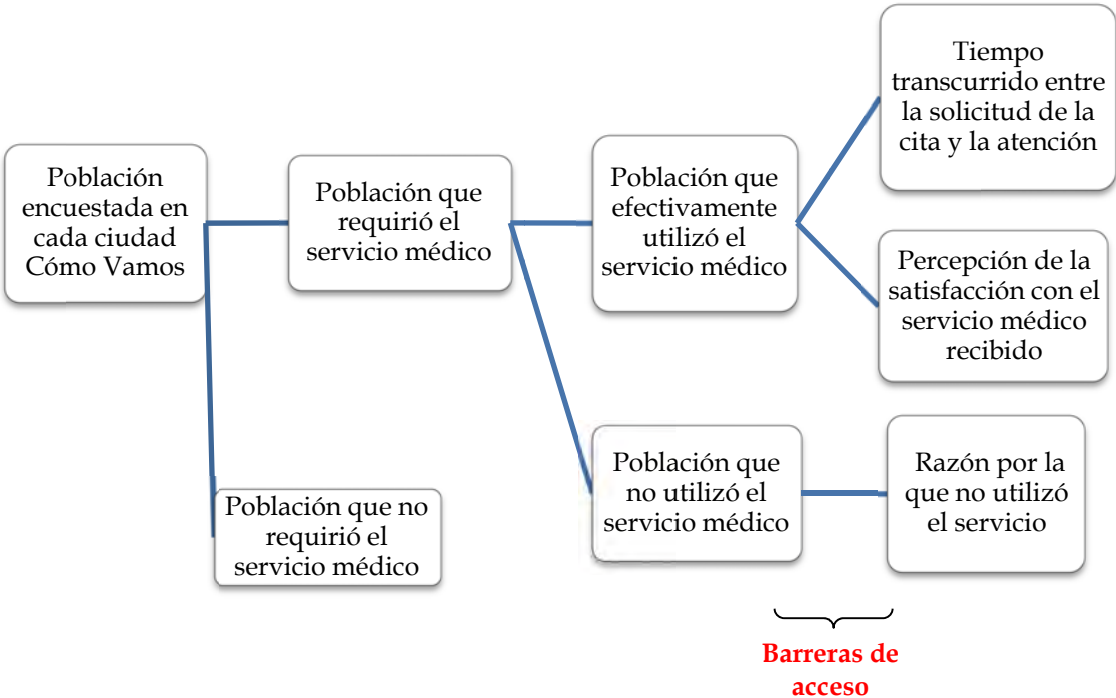 Población
encuestada en
cada ciudad
Cómo Vamos
Población que
requirió el
servicio médico
Población que no
requirió el
servicio médico
Población que
efectivamente
utilizó el
servicio médico
Población que
no utilizó el
servicio médico
Tiempo
transcurrido entre
la solicitud de la
cita y la atención
Percepción de la
satisfacción con el
servicio médico
recibido
Razón por la
que no utilizó
el servicio
Barreras de
acceso